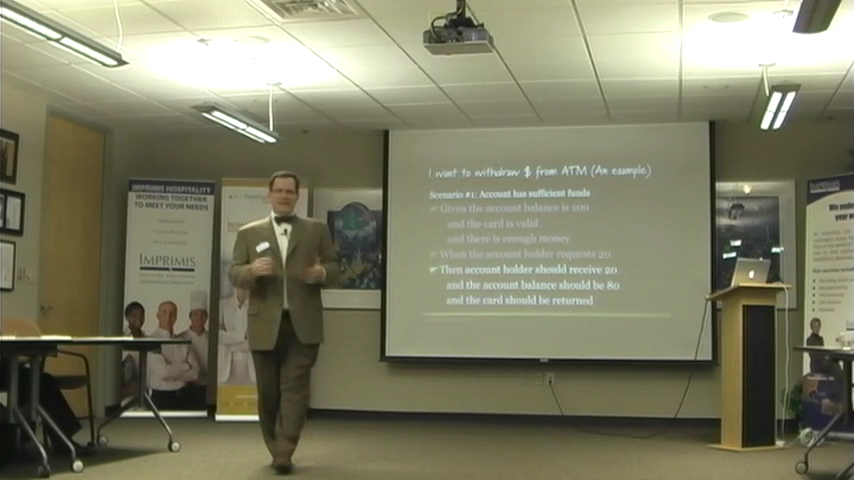 I want to withdraw $ from ATM (An example)
Scenario #1: Account has sufficient funds
Given the account balance is 100
and the card is valid
and there is enough money
When the account holder requests 20
Then account holder should receive 20
and the account balance should be 80
and the card should be returned
IMPRIMIS HOSPITALITY
WORKING TOGETHER
TO MEET YOUR NEEDS
IMPRIMIS
IMPRIMIS